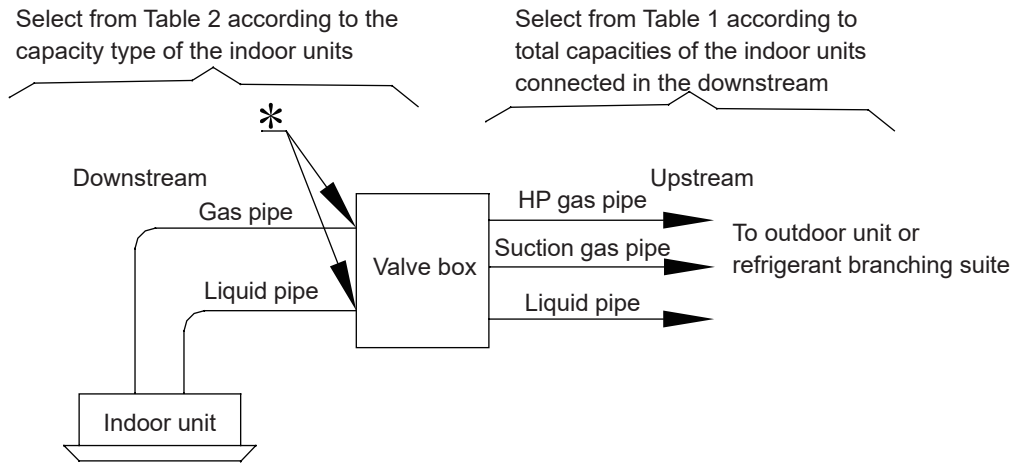 Select from Table 2 according to the
capacity type of the indoor units
Select from Table 1 according to
total capacities of the indoor units
connected in the downstream
*
Downstream
Upstream
Gas pipe
HP gas pipe
To outdoor unit or
refrigerant branching suite
Suction gas pipe
Valve box
Liquid pipe
Liquid pipe
Indoor unit